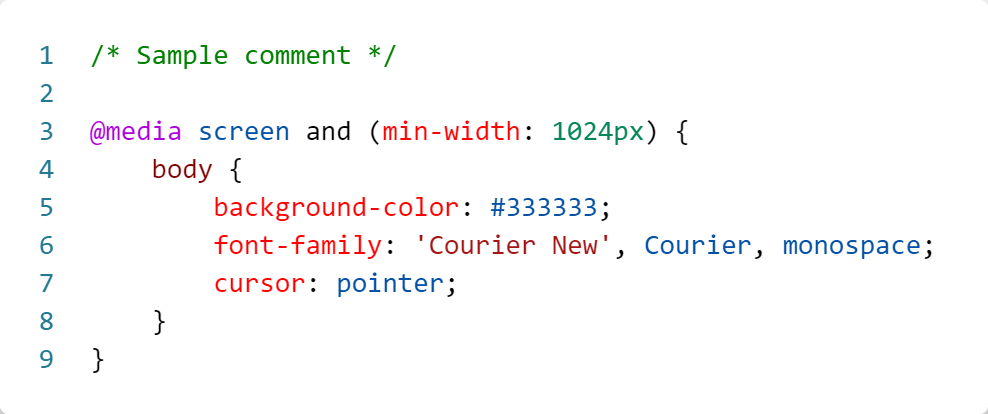 1 /* Sample comment */
2
3 @media screen and (min-width: 1024px) {
4     body {
5         background-color: #333333;
6         font-family: 'Courier New', Courier, monospace;
7         cursor: pointer;
8     }
9 }